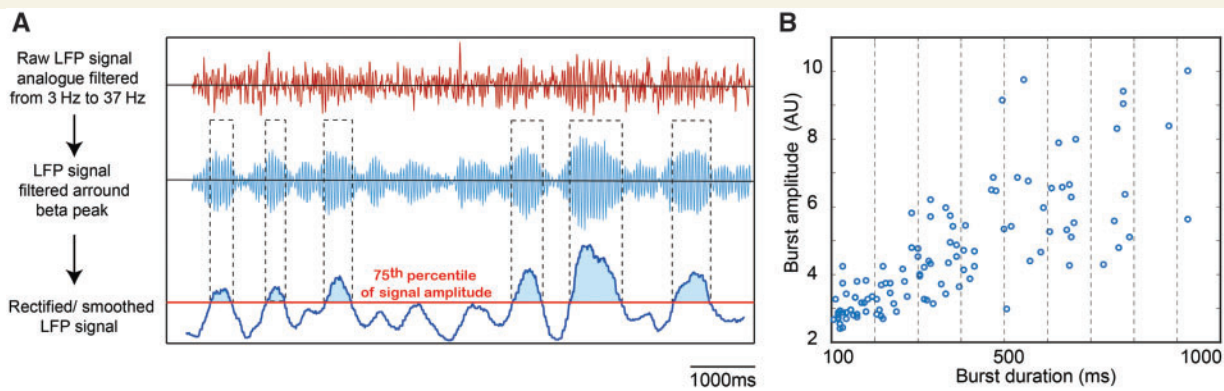 A
Raw LFP signal
analogue filtered
from 3 Hz to 37 Hz
LFP signal
filtered arround
beta peak
Rectified/ smoothed
LFP signal
75th percentile
of signal amplitude
1000ms
B
Burst amplitude (AU)
10
8
6
4
2
100
500
1000
Burst duration (ms)